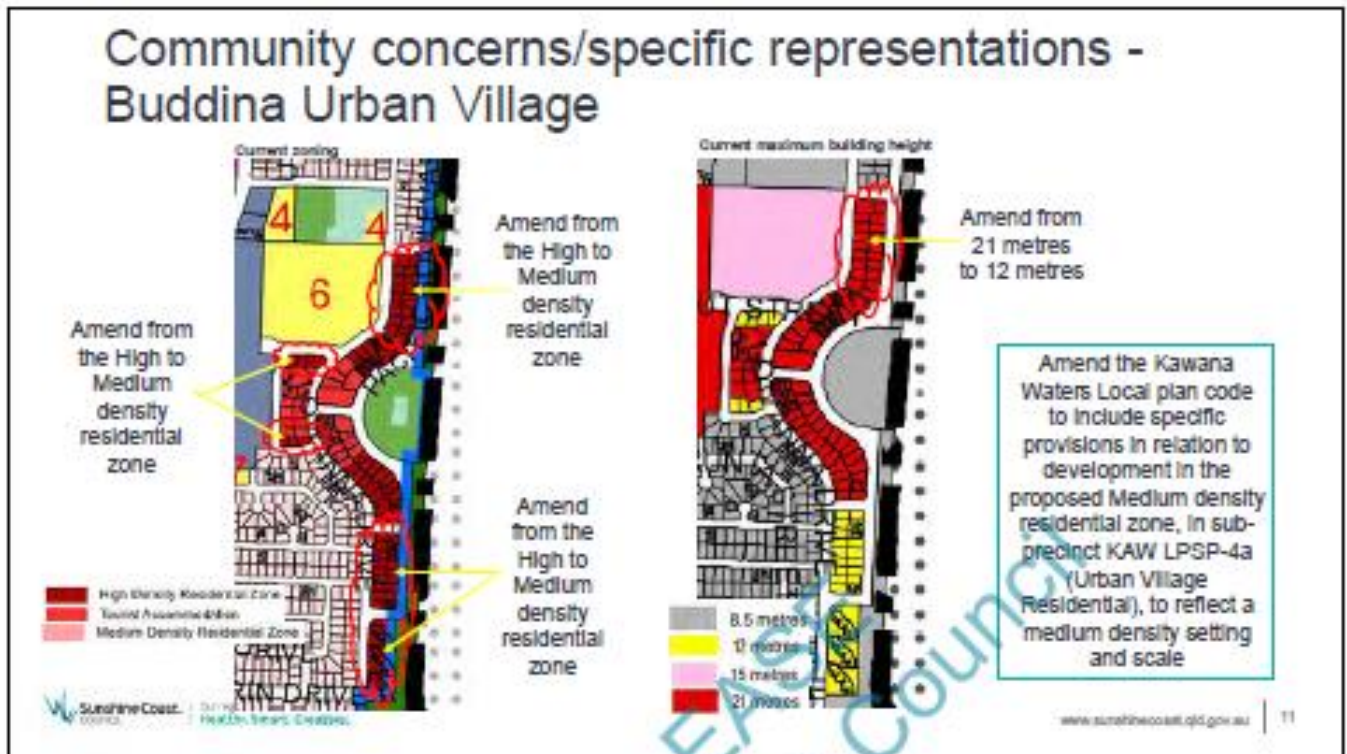 Community concerns/specific representations -
Buddina Urban Village
Current zoning
4
4
6
Amend from
the High to
Medium
density
residential
zone
Amend from
the High to
Medium
density
residential
zone
Amend
from the
High to
Medium
density
residential
zone
High Density Residential Zone
Tourist Accommodation
Medium Density Residential Zone
Current maximum building height
Amend from
21 metres
to 12 metres
8.5 metres
12 metres
15 metres
21 metres
Amend the Kawana
Waters Local plan code
to include specific
provisions in relation to
development in the
proposed Medium density
residential zone, in sub-
precinct KAW LPSP-4a
(Urban Village
Residential), to reflect a
medium density setting
and scale
EASE
Council
SunshineCoast.
COUNCIL
Healthy. Smart. Creative.
www.sunshinecoast.qld.gov.au
11